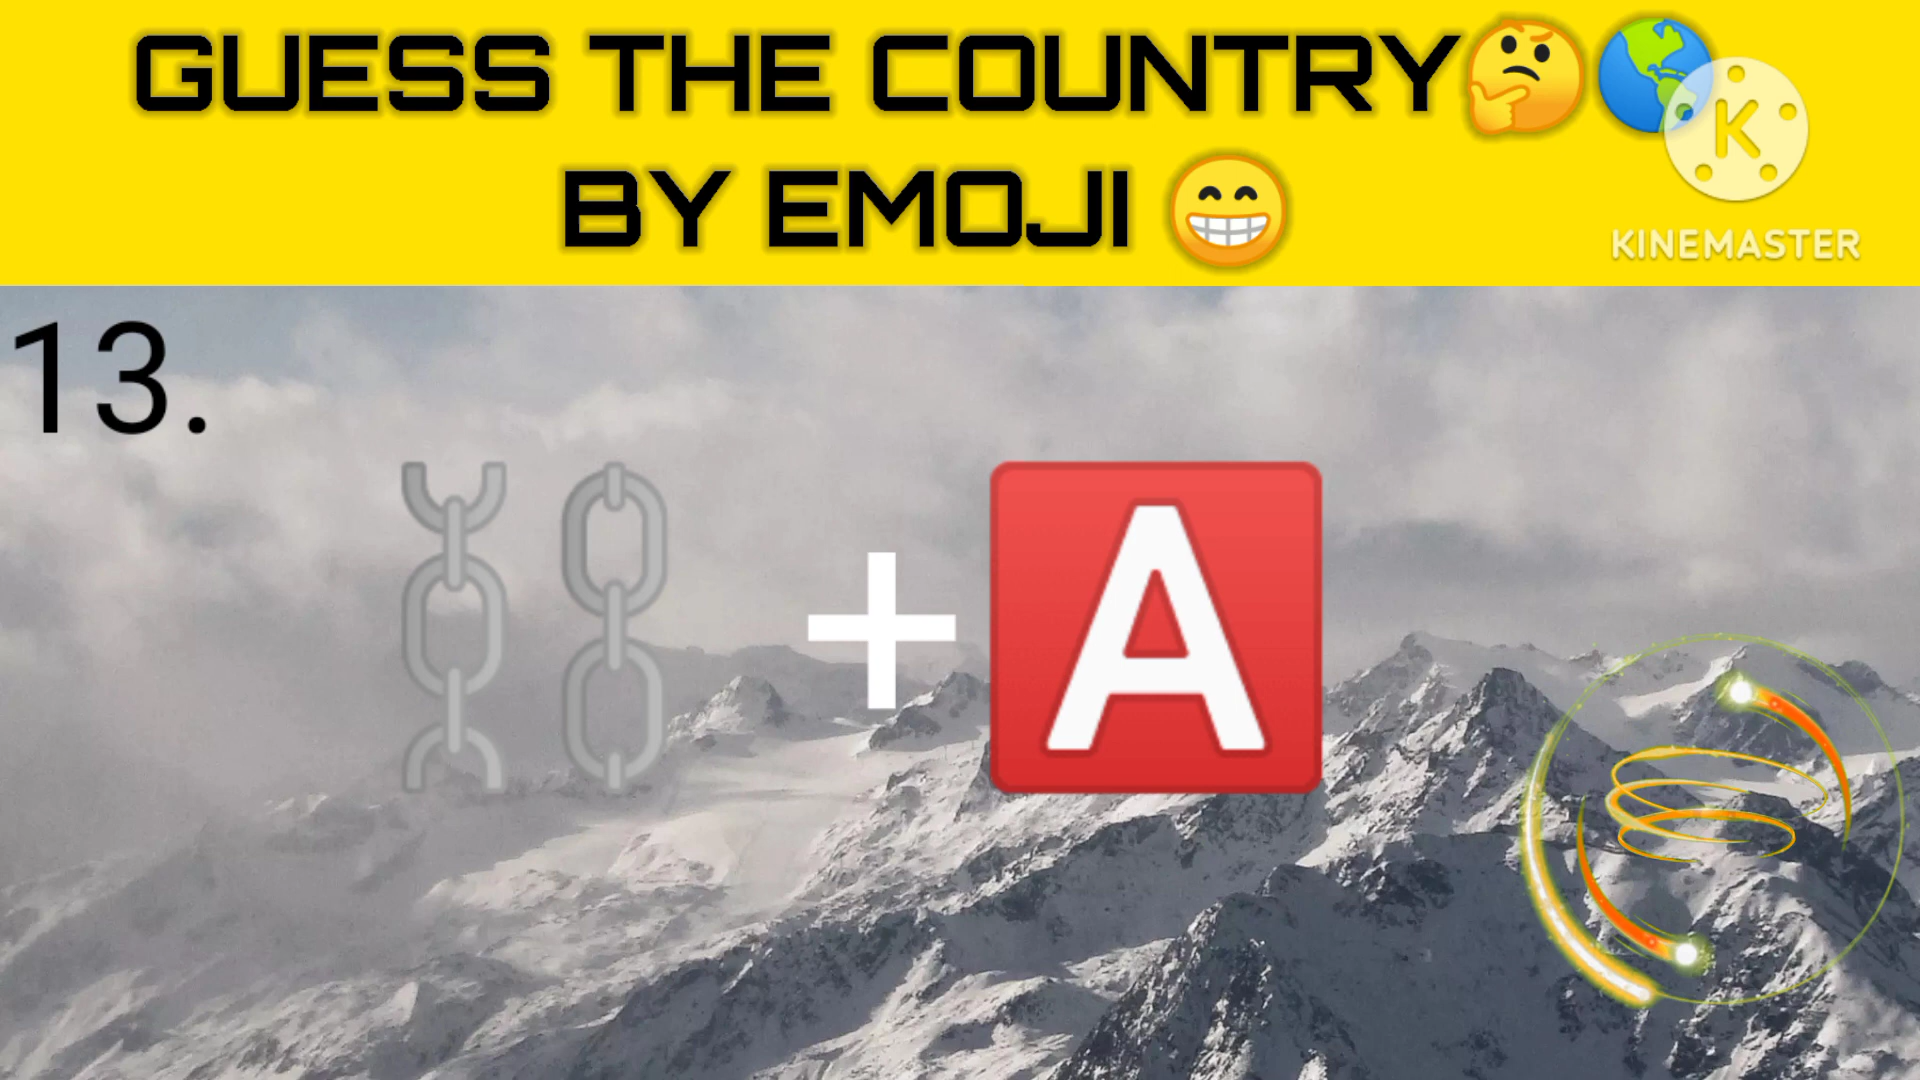 GUESS THE COUNTRY🤔🌎
BY EMOJI 😁
K
KINEMASTER
13.
⛓️ + 🅰️